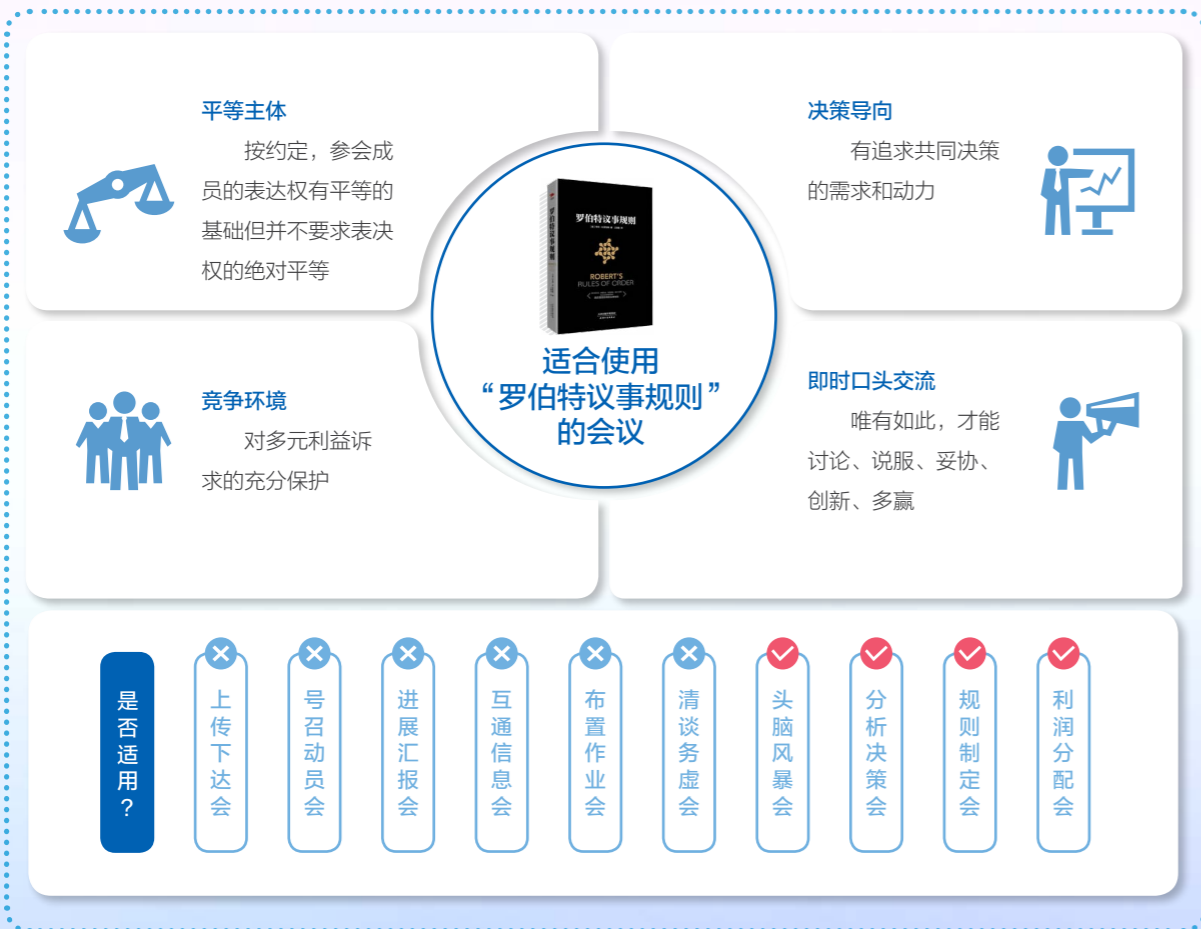 平等主体
按约定，参会成
员的表达权有平等的
基础但并不要求表决
权的绝对平等
决策导向
有追求共同决策
的需求和动力
罗伯特议事规则
罗伯特议事规则
ROBERT'S
RULES OF ORDER
适合使用
“罗伯特议事规则”
的会议
竞争环境
对多元利益诉
求的充分保护
即时口头交流
唯有如此，才能
讨论、说服、妥协、
创新、多赢
是否适用?
上传下达会
号召动员会
进展汇报会
互通信息会
布置作业会
清谈务虚会
头脑风暴会
分析决策会
规则制定会
利润分配会